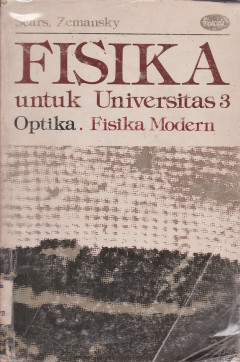 Sears, Zemansky
FISIKA
untuk Universitas 3
Optika. Fisika Modern